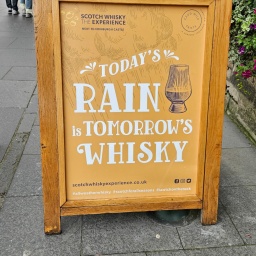 SCOTCH WHISKY
THE EXPERIENCE
TODAY'S
RAIN
is TOMORROW'S
WHISKY
scotchwhiskyexperience.co.uk